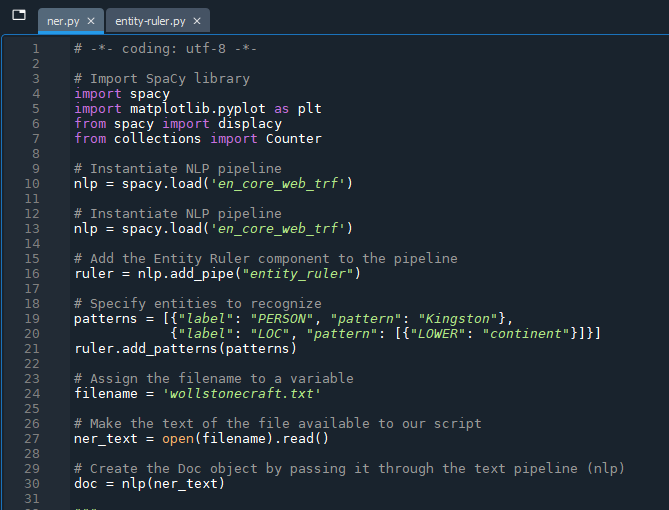 ner.py × entity-ruler.py ×
1 # -*- coding: utf-8 -*-
2
3 # Import SpaCy library
4 import spacy
5 import matplotlib.pyplot as plt
6 from spacy import displacy
7 from collections import Counter
8
9 # Instantiate NLP pipeline
10 nlp = spacy.load('en_core_web_trf')
11
12 # Instantiate NLP pipeline
13 nlp = spacy.load('en_core_web_trf')
14
15 # Add the Entity Ruler component to the pipeline
16 ruler = nlp.add_pipe("entity_ruler")
17
18 # Specify entities to recognize
19 patterns = [{"label": "PERSON", "pattern": "Kingston"},
20             {"label": "LOC", "pattern": [{"LOWER": "continent"}]}]
21 ruler.add_patterns(patterns)
22
23 # Assign the filename to a variable
24 filename = 'wollstonecraft.txt'
25
26 # Make the text of the file available to our script
27 ner_text = open(filename).read()
28
29 # Create the Doc object by passing it through the text pipeline (nlp)
30 doc = nlp(ner_text)
31